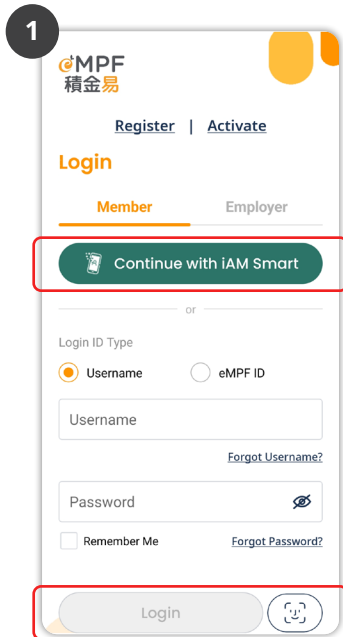 1
eMPF
積金易
Register | Activate
Login
Member Employer
Continue with iAM Smart
or
Login ID Type
Username eMPF ID
Username
Forgot Username?
Password
Remember Me Forgot Password?
Login